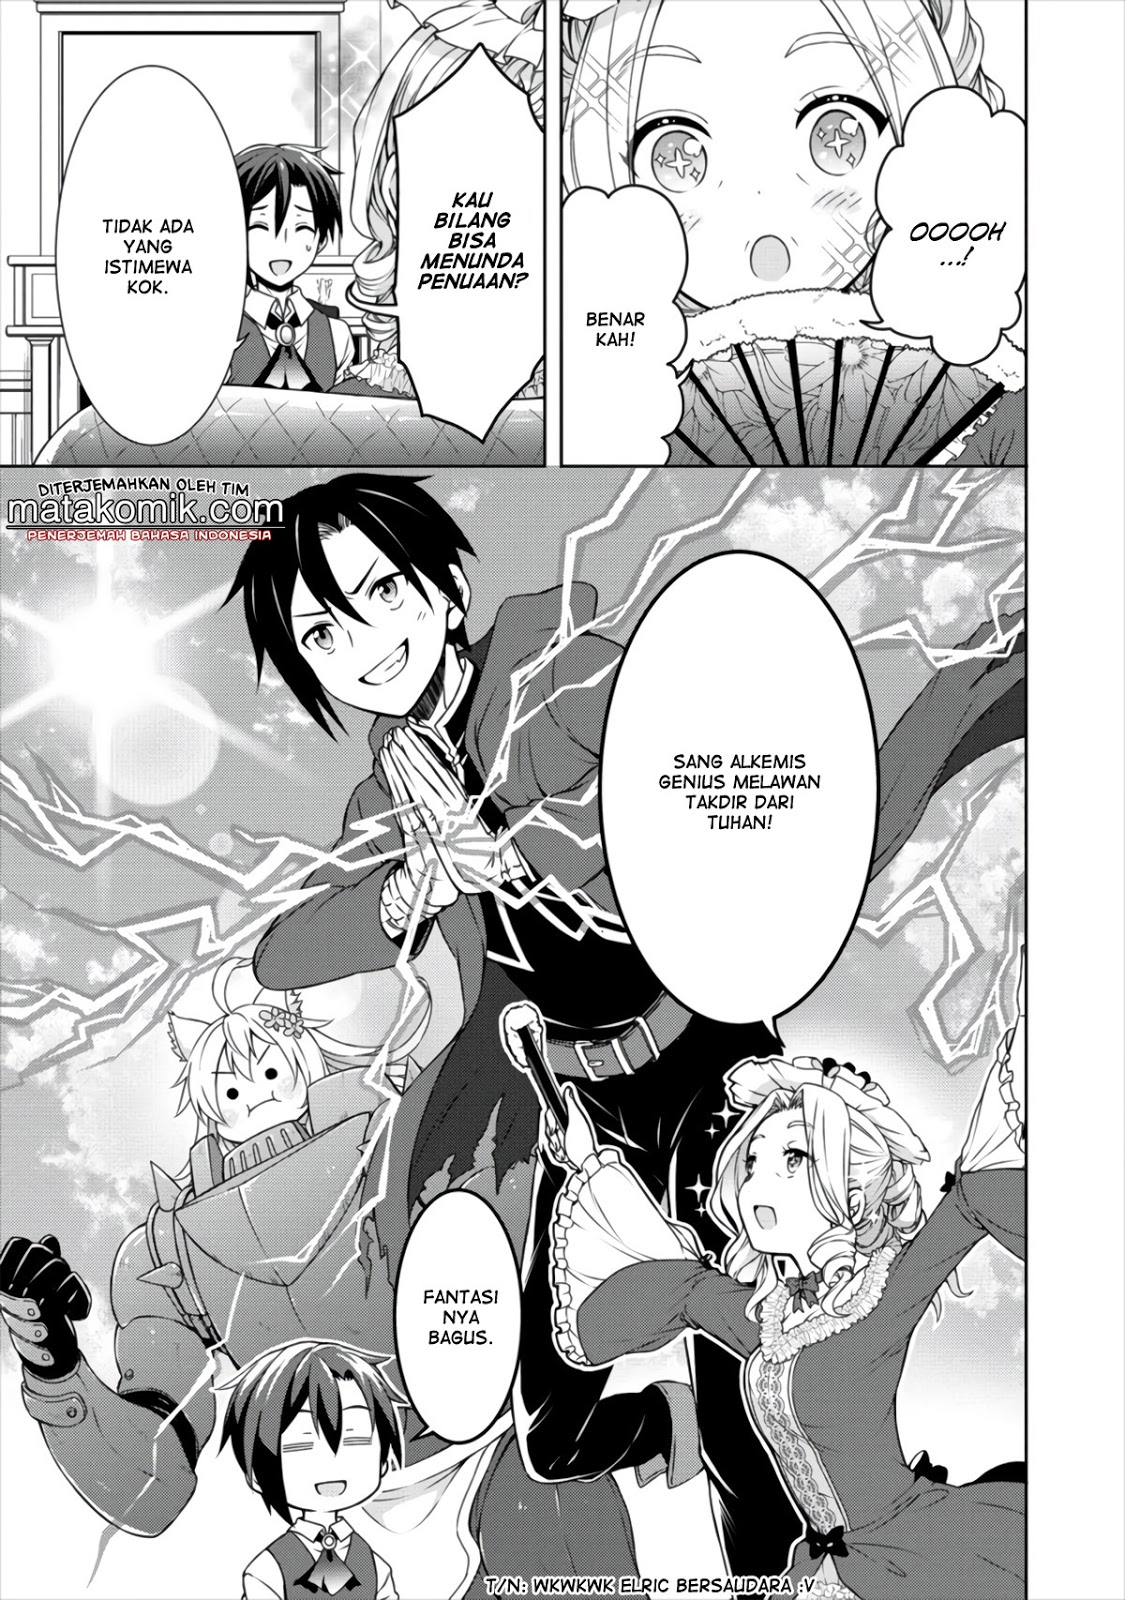 OOOOH
...!
BENAR
KAH!
KAU
BILANG
BISA
MENUNDA
PENUAAN?
TIDAK ADA
YANG
ISTIMEWA
KOK.
DITERJEMAHKAN OLEH TIM
matakomik.com
PENERJEMAH BAHASA INDONESIA
SANG ALKEMIS
GENIUS MELAWAN
TAKDIR DARI
TUHAN!
FANTASI
NYA
BAGUS.
T/N: WKWKWK ELRIC BERSAUDARA :V